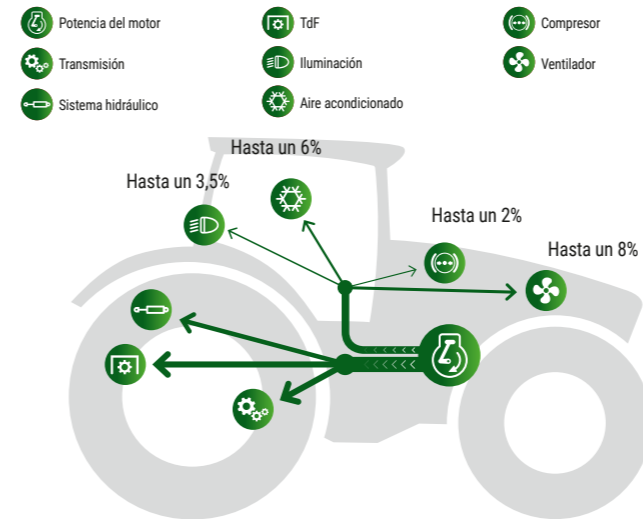 Potencia del motor
TdF
Compresor
Transmisión
Iluminación
Ventilador
Sistema hidráulico
Aire acondicionado
Hasta un 6%
Hasta un 3,5%
Hasta un 2%
Hasta un 8%